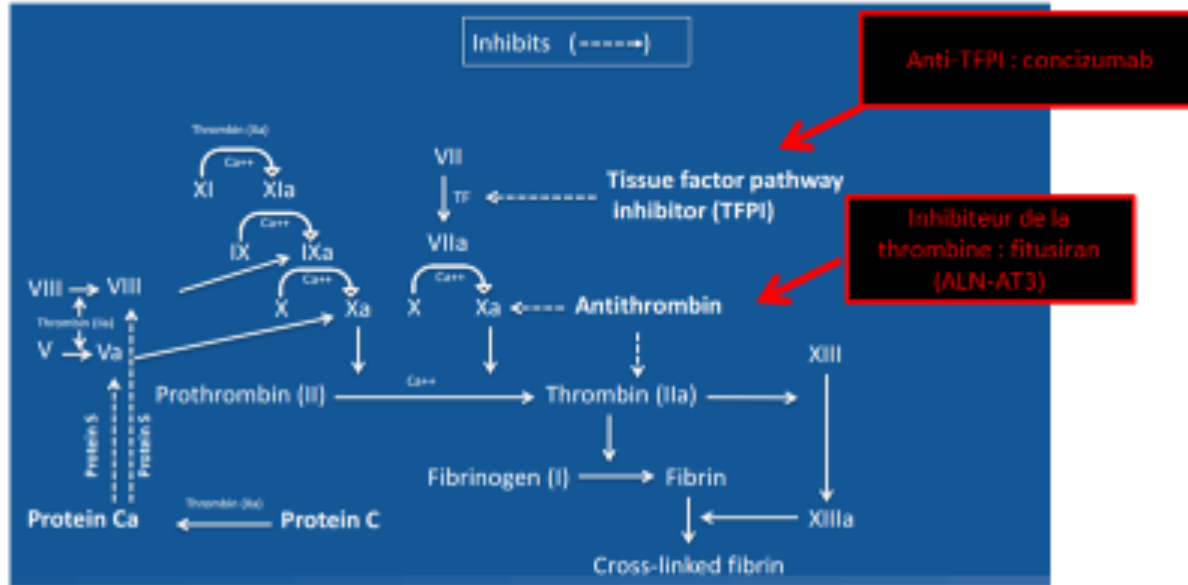 Inhibits (------>)
Anti-TFPI : concizumab
Thrombin (IIa)
Ca++
XI XIa
VII
TF
Tissue factor pathway
inhibitor (TFPI)
Inhibiteur de la
thrombine : fitusiran
(ALN-AT3)
Ca++
IX IXa
VIIa
Ca++
Ca++
VIII VIII
X Xa X Xa
Antithrombin
Thrombin (IIa)
V Va
XIII
Prothrombin (II)
Ca++
Thrombin (IIa)
Protein S
Protein S
Fibrinogen (I)
Fibrin
Protein Ca
Thrombin (IIa)
Protein C
XIIIa
Cross-linked fibrin